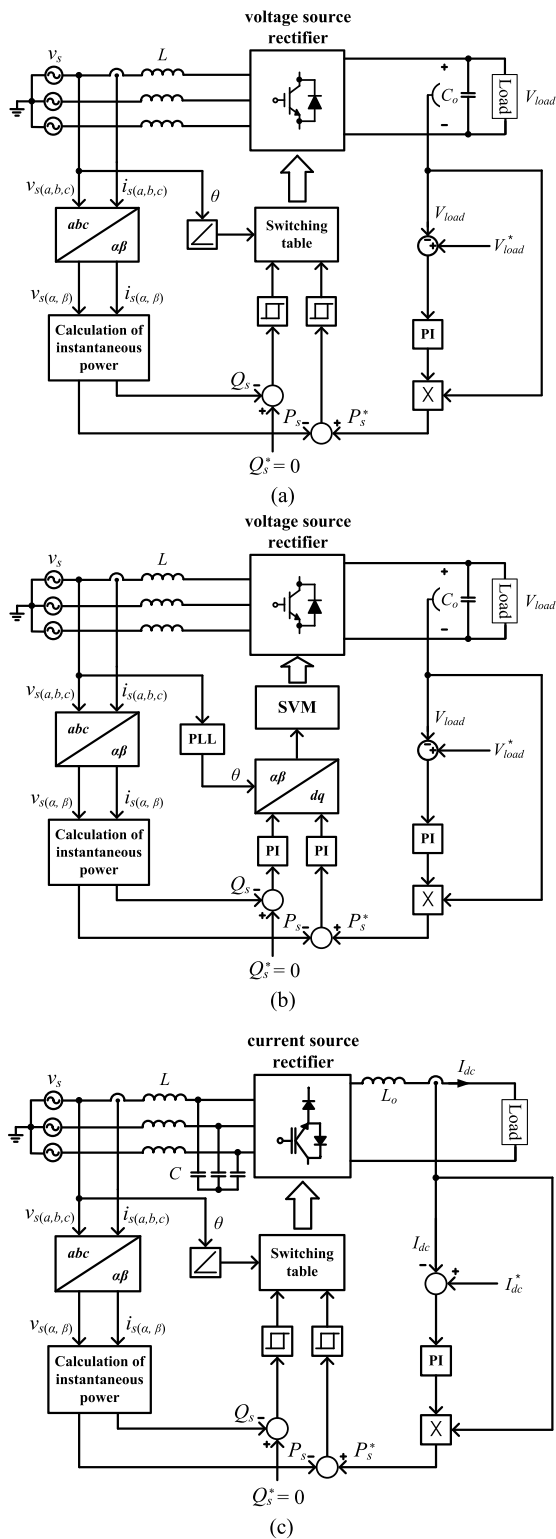 voltage source
rectifier
v_s
L
C_o
Load
V_load
v_s(a,b,c)
i_s(a,b,c)
θ
abc
αβ
Switching
table
V_load
V*_load
v_s(α, β)
i_s(α, β)
PI
Calculation of
instantaneous
power
Q_s
X
P_s
P*_s
Q*_s = 0
(a)
voltage source
rectifier
v_s
L
C_o
Load
V_load
v_s(a,b,c)
i_s(a,b,c)
SVM
abc
αβ
PLL
V_load
V*_load
θ
αβ
dq
v_s(α, β)
i_s(α, β)
Calculation of
instantaneous
power
PI
PI
PI
Q_s
X
P_s
P*_s
Q*_s = 0
(b)
current source
rectifier
v_s
L
I_dc
L_o
Load
C
v_s(a,b,c)
i_s(a,b,c)
θ
abc
αβ
Switching
table
I_dc
I*_dc
v_s(α, β)
i_s(α, β)
Calculation of
instantaneous
power
PI
Q_s
X
P_s
P*_s
Q*_s = 0
(c)